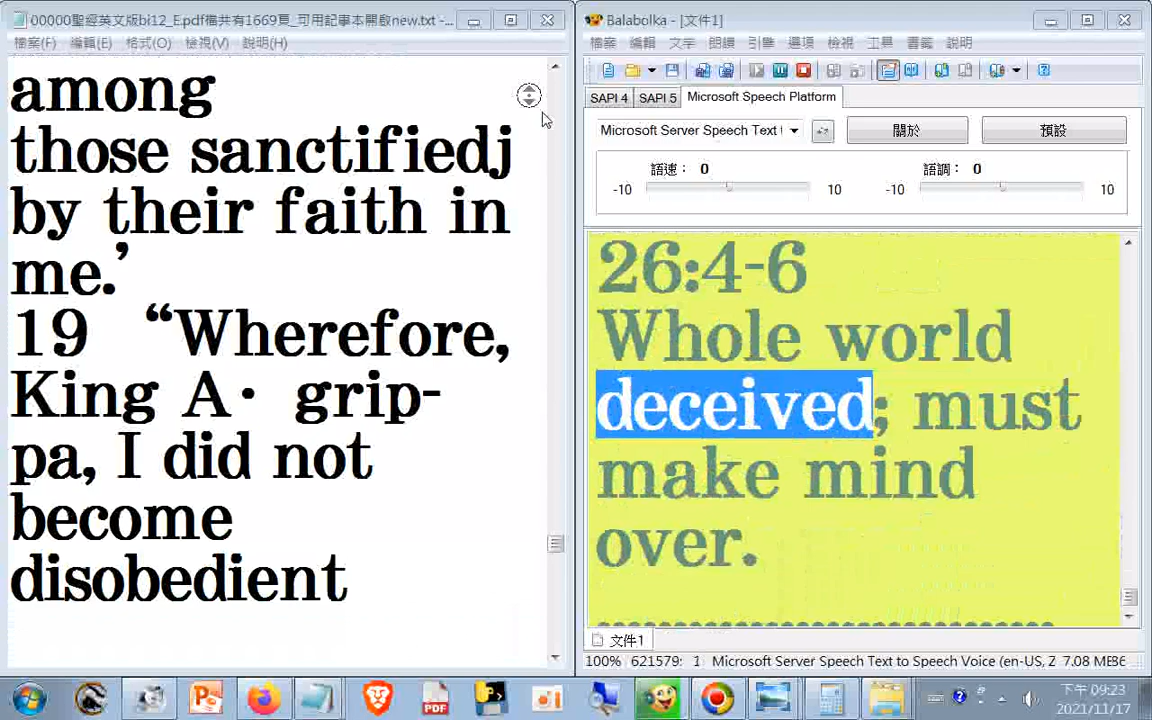 00000聖經英文版bi12_E.pdf檔共有1669頁_可用記事本開啟new.txt -...
檔案(F) 編輯(E) 格式(O) 檢視(V) 說明(H)
among
those sanctifiedj
by their faith in
me.’
19 “Wherefore,
King A· grip-
pa, I did not
become
disobedient
Balabolka - [文件1]
檔案 編輯 文字 朗讀 引擎 選項 檢視 工具 書籤 說明
SAPI 4 SAPI 5 Microsoft Speech Platform
Microsoft Server Speech Text 關於 預設
語速： 0 語調： 0
-10 10 -10 10
26:4-6
Whole world
deceived; must
make mind
over.
文件1
100% 621579: 1 Microsoft Server Speech Text to Speech Voice (en-US, Z 7.08 MB
PDF
下午 09:23
2021/11/17